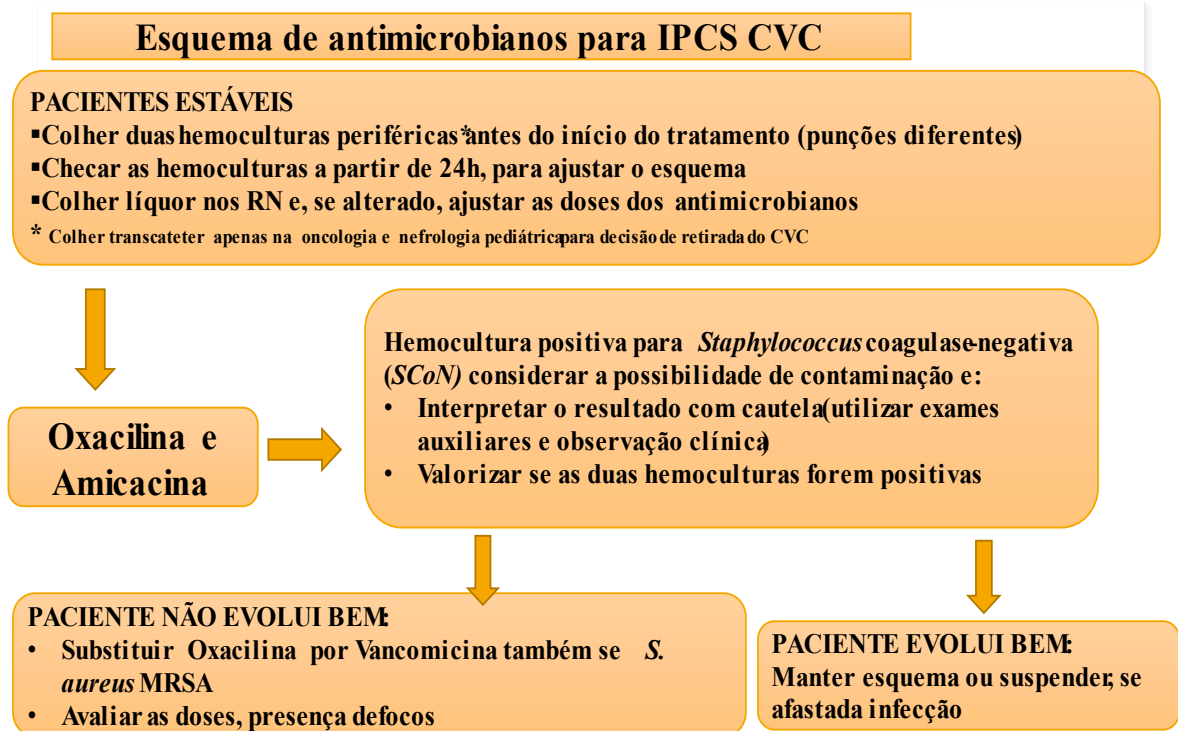 Esquema de antimicrobianos para IPCS CVC
PACIENTES ESTÁVEIS
▪Colher duas hemoculturas periféricas*antes do início do tratamento (punções diferentes)
▪Checar as hemoculturas a partir de 24h, para ajustar o esquema
▪Colher líquor nos RN e, se alterado, ajustar as doses dos antimicrobianos
* Colher transcateter apenas na oncologia e nefrologia pediátrica para decisão de retirada do CVC
Oxacilina e
Amicacina
Hemocultura positiva para Staphylococcus coagulase-negativa
(SCoN) considerar a possibilidade de contaminação e:
• Interpretar o resultado com cautela(utilizar exames
auxiliares e observação clínica)
• Valorizar se as duas hemoculturas forem positivas
PACIENTE NÃO EVOLUI BEM:
• Substituir Oxacilina por Vancomicina também se S.
aureus MRSA
• Avaliar as doses, presença de focos
PACIENTE EVOLUI BEM:
Manter esquema ou suspender, se
afastada infecção